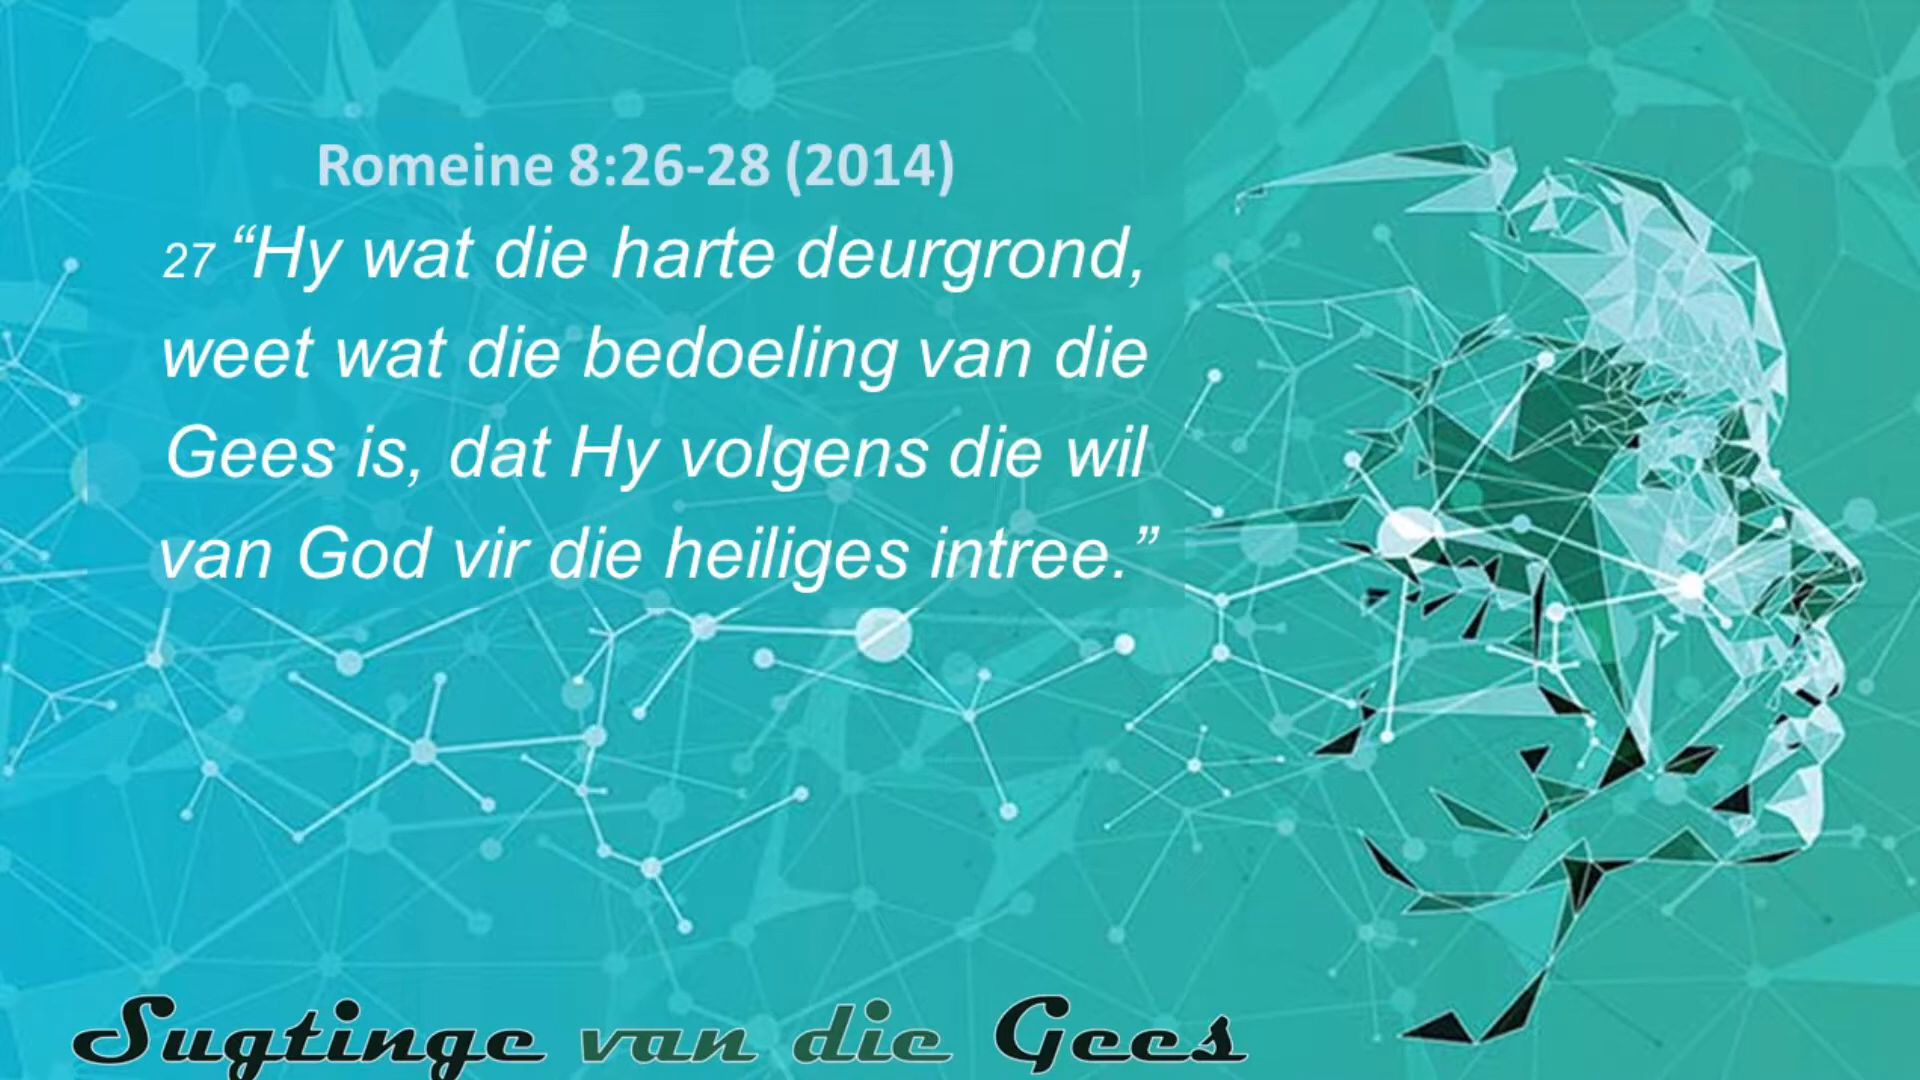 Romeine 8:26-28 (2014)
27 “Hy wat die harte deurgrond,
weet wat die bedoeling van die
Gees is, dat Hy volgens die wil
van God vir die heiliges intree.”
Sugtinge van die Gees